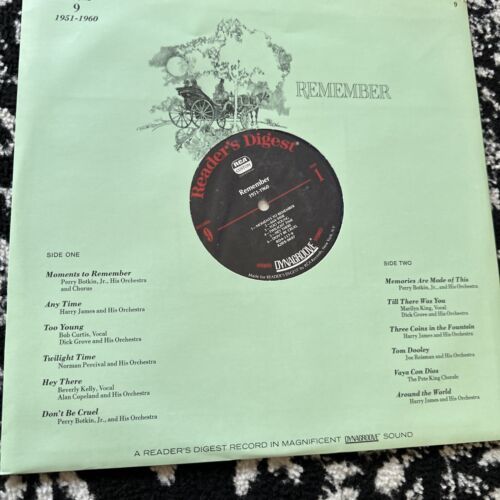 9
1951-1960
9
REMEMBER
Reader's Digest
RCA
Remember
1951-1960
9
1
DYNAGROOVE
SIDE ONE
Moments to Remember
Perry Botkin, Jr., and His Orchestra
and Chorus
Any Time
Harry James and His Orchestra
Too Young
Bob Curtis, Vocal
Dick Grove and His Orchestra
Twilight Time
Norman Percival and His Orchestra
Hey There
Beverly Kelly, Vocal
Alan Copeland and His Orchestra
Don't Be Cruel
Perry Botkin, Jr., and His Orchestra
SIDE TWO
Memories Are Made of This
Perry Botkin, Jr., and His Orchestra
Till There Was You
Marilyn King, Vocal
Dick Grove and His Orchestra
Three Coins in the Fountain
Harry James and His Orchestra
Tom Dooley
Joe Reisman and His Orchestra
Vaya Con Dios
The Pete King Chorale
Around the World
Harry James and His Orchestra
A READER'S DIGEST RECORD IN MAGNIFICENT DYNAGROOVE SOUND